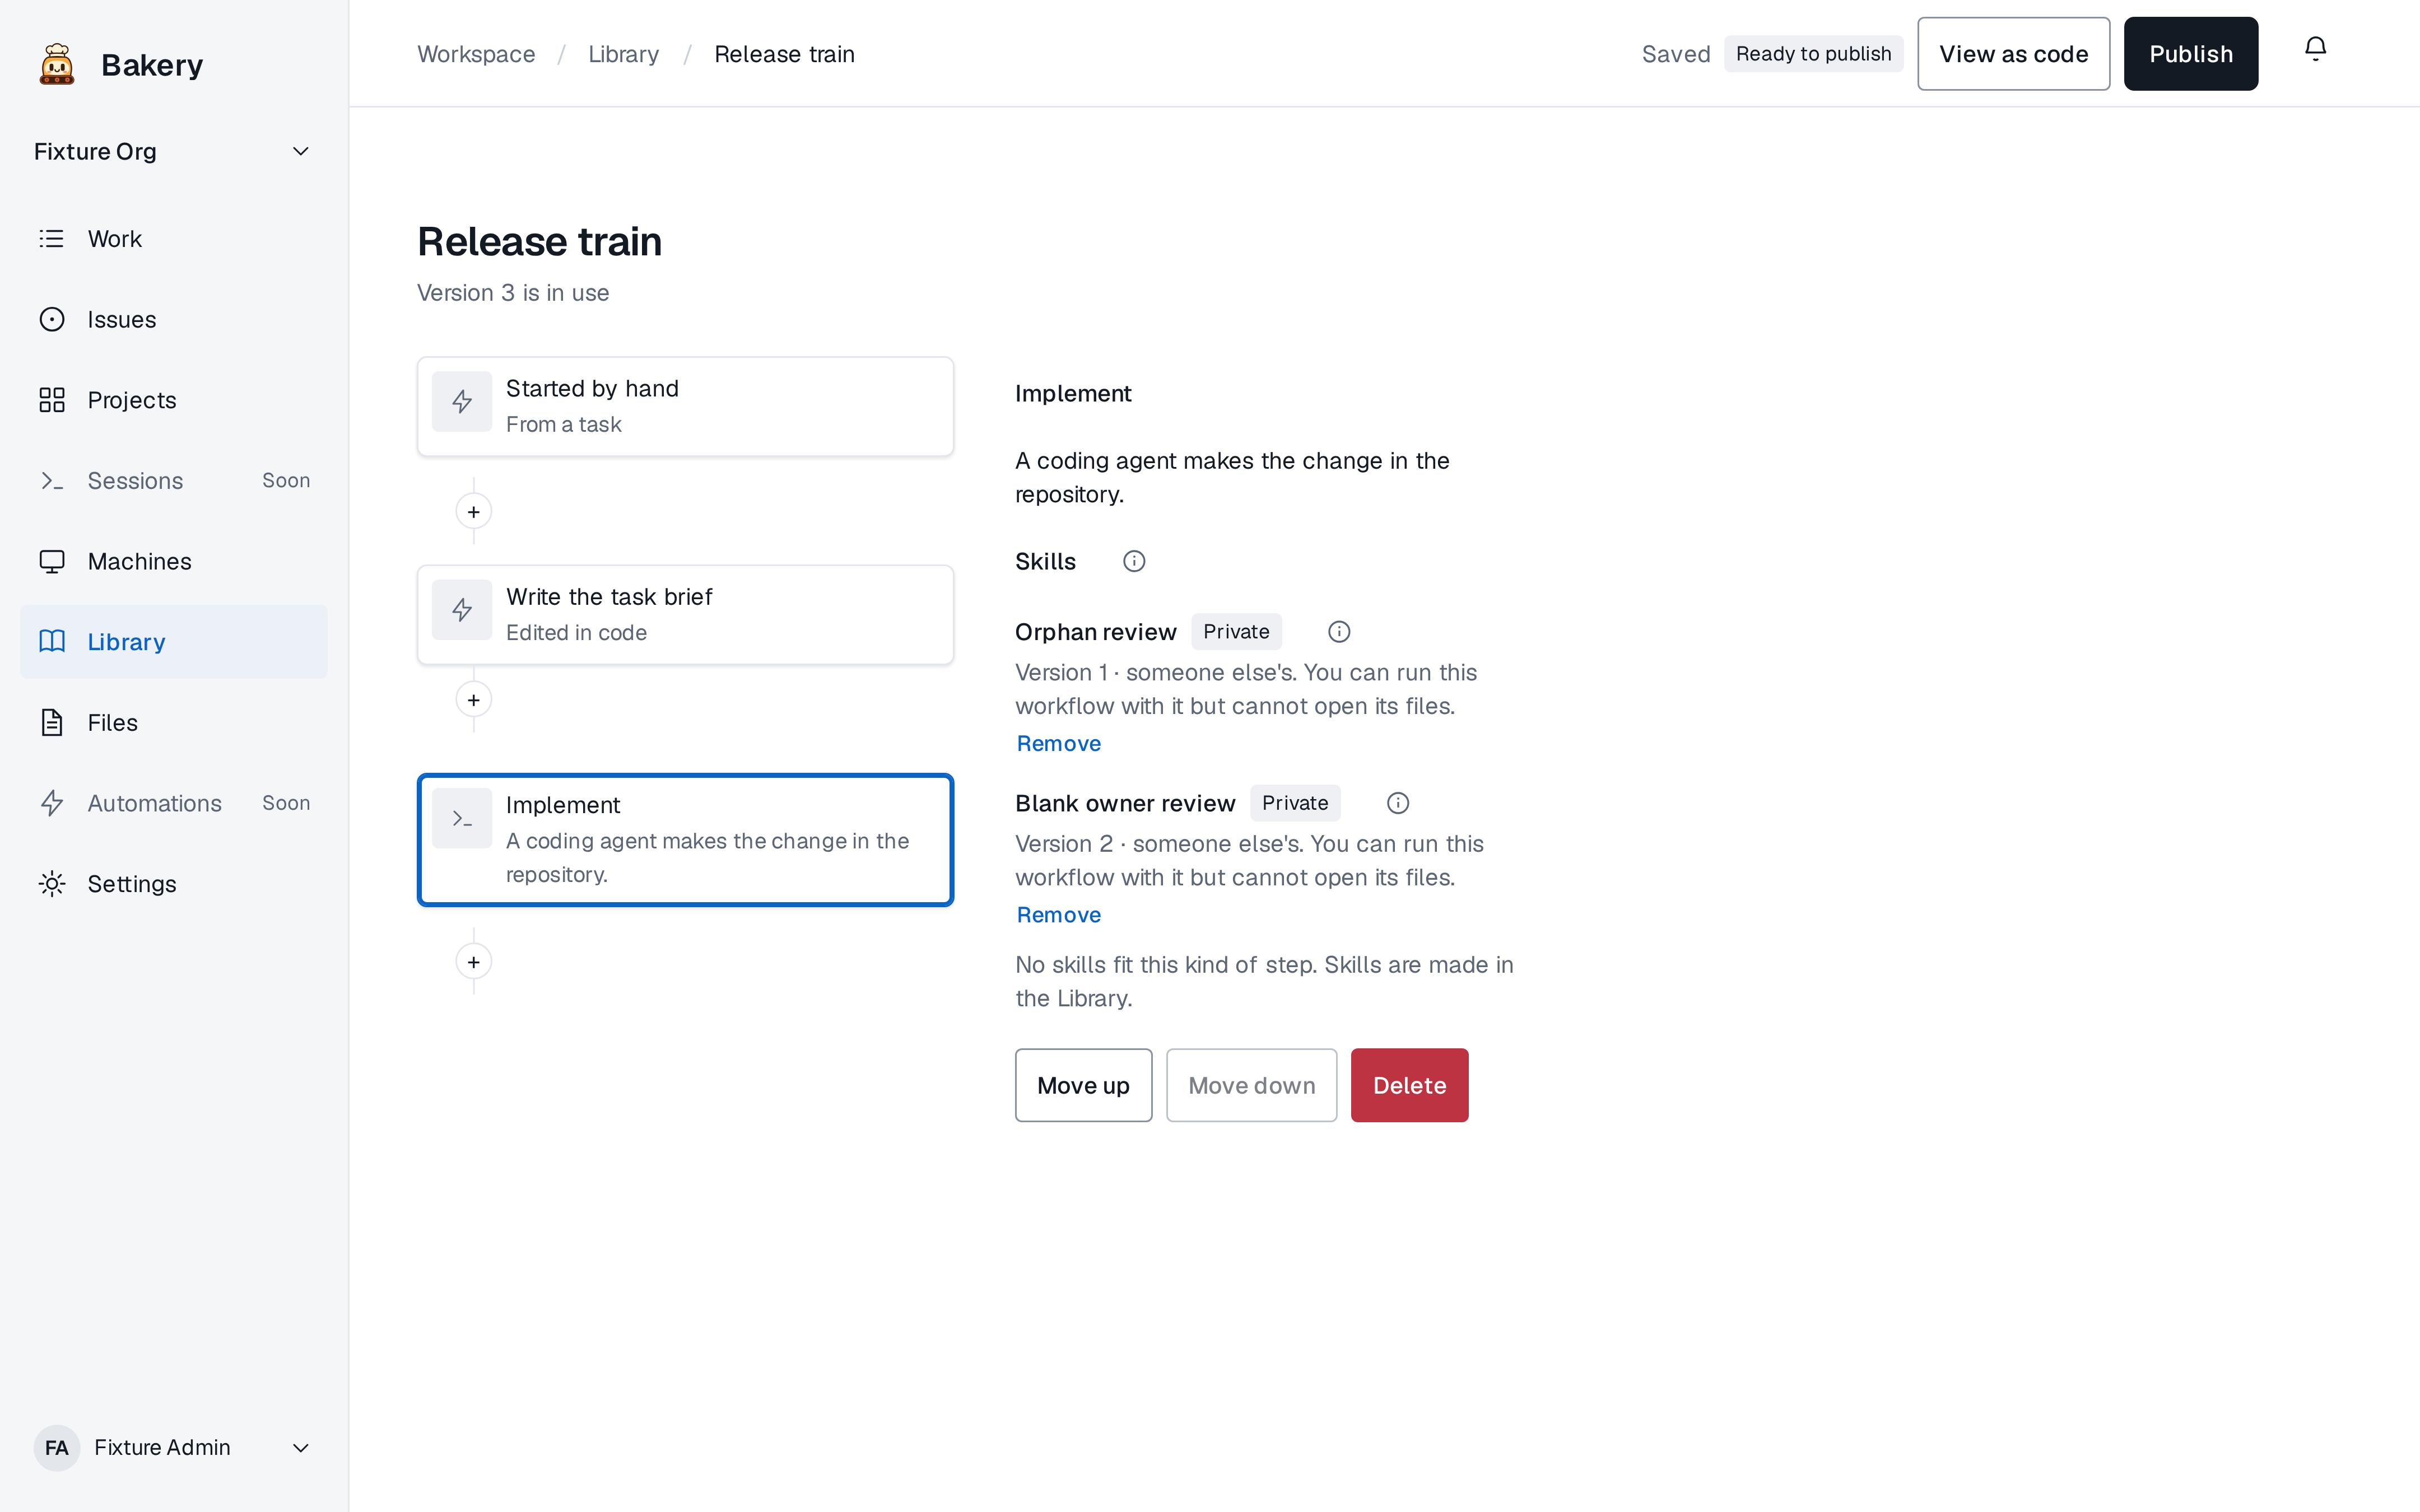 Bakery
Fixture Org
Work
Issues
Projects
Sessions Soon
Machines
Library
Files
Automations Soon
Settings
FA Fixture Admin
Workspace / Library / Release train
Saved Ready to publish View as code Publish
Release train
Version 3 is in use
Started by hand
From a task
+
Write the task brief
Edited in code
+
Implement
A coding agent makes the change in the
repository.
+
Implement
A coding agent makes the change in the
repository.
Skills
Orphan review Private
Version 1 · someone else's. You can run this
workflow with it but cannot open its files.
Remove
Blank owner review Private
Version 2 · someone else's. You can run this
workflow with it but cannot open its files.
Remove
No skills fit this kind of step. Skills are made in
the Library.
Move up Move down Delete